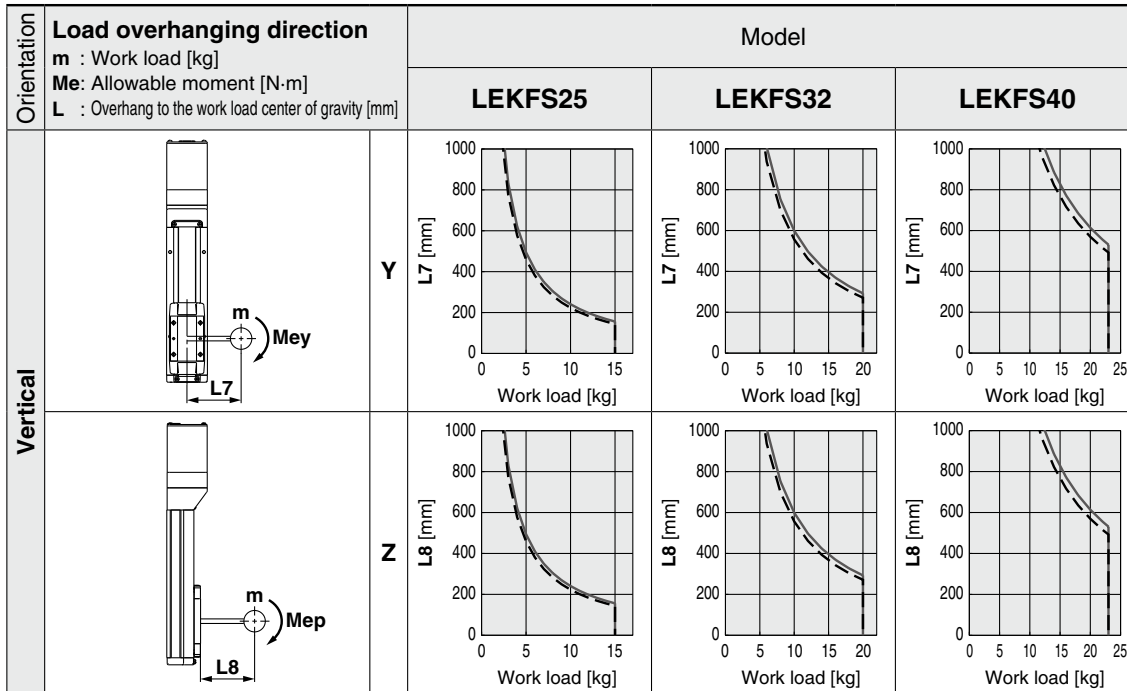 Orientation
Load overhanging direction
m : Work load [kg]
Me: Allowable moment [N·m]
L : Overhang to the work load center of gravity [mm]
Model
LEKFS25
LEKFS32
LEKFS40
Vertical
m
Mey
L7
Y
L7 [mm]
1000
800
600
400
200
0
0 5 10 15
Work load [kg]
L7 [mm]
1000
800
600
400
200
0
0 5 10 15 20
Work load [kg]
L7 [mm]
1000
800
600
400
200
0
0 5 10 15 20 25
Work load [kg]
m
Mep
L8
Z
L8 [mm]
1000
800
600
400
200
0
0 5 10 15
Work load [kg]
L8 [mm]
1000
800
600
400
200
0
0 5 10 15 20
Work load [kg]
L8 [mm]
1000
800
600
400
200
0
0 5 10 15 20 25
Work load [kg]